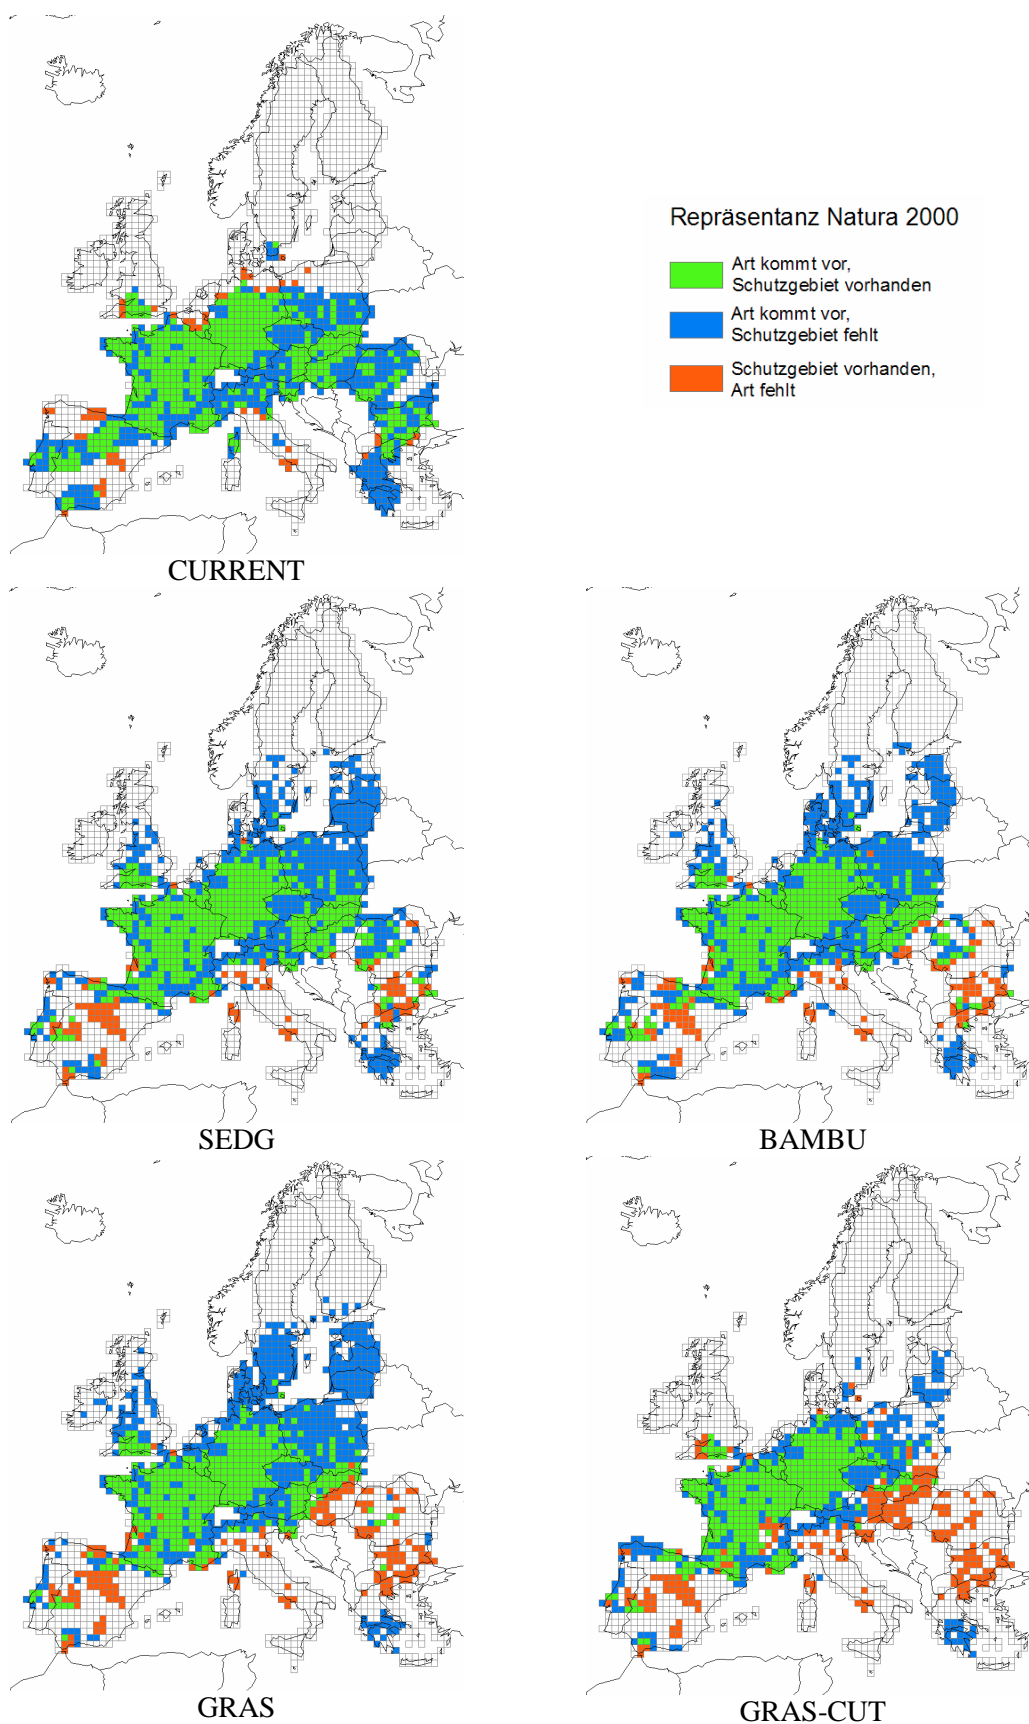 Repräsentanz Natura 2000
Art kommt vor,
Schutzgebiet vorhanden
Art kommt vor,
Schutzgebiet fehlt
Schutzgebiet vorhanden,
Art fehlt
CURRENT
SEDG
BAMBU
GRAS
GRAS-CUT